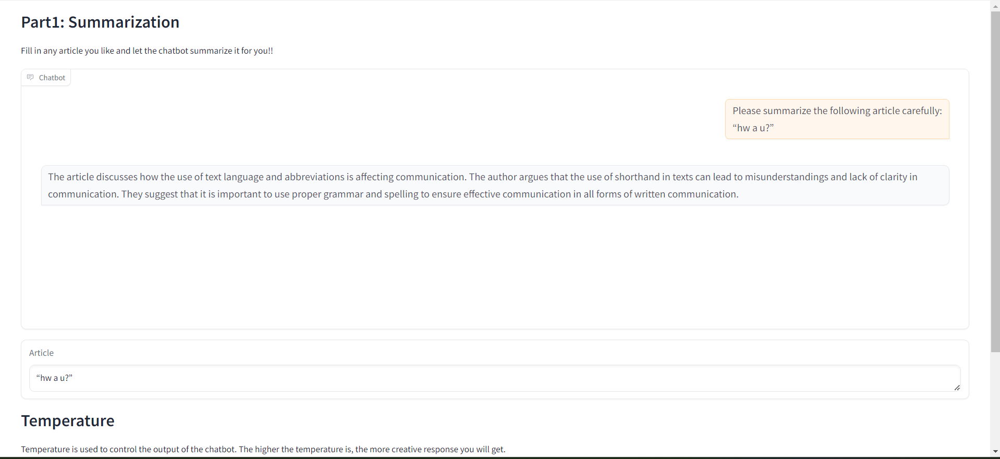 Part1: Summarization
Fill in any article you like and let the chatbot summarize it for you!!
Chatbot
Please summarize the following article carefully:
“hw a u?”
The article discusses how the use of text language and abbreviations is affecting communication. The author argues that the use of shorthand in texts can lead to misunderstandings and lack of clarity in
communication. They suggest that it is important to use proper grammar and spelling to ensure effective communication in all forms of written communication.
Article
“hw a u?”
Temperature
Temperature is used to control the output of the chatbot. The higher the temperature is, the more creative response you will get.